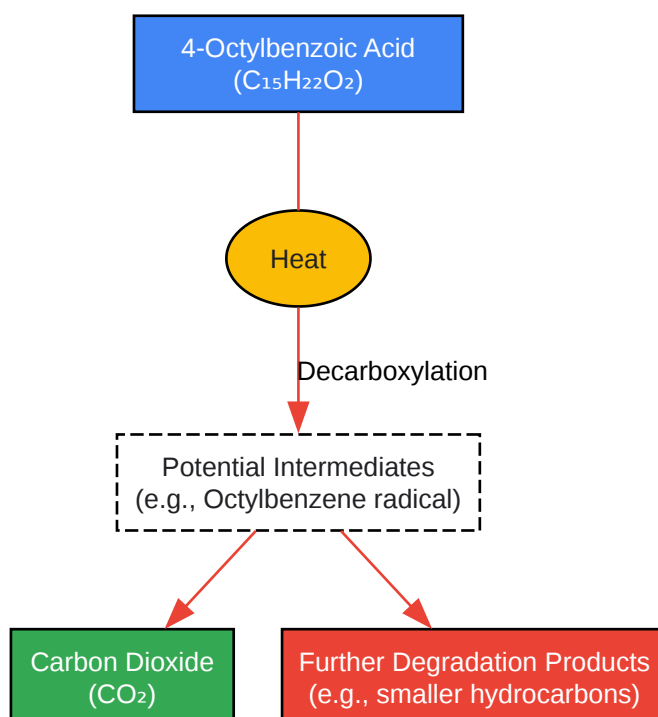 4-Octylbenzoic Acid
(C₁₅H₂₂O₂)
Heat
Decarboxylation
Potential Intermediates
(e.g., Octylbenzene radical)
Carbon Dioxide
(CO₂)
Further Degradation Products
(e.g., smaller hydrocarbons)